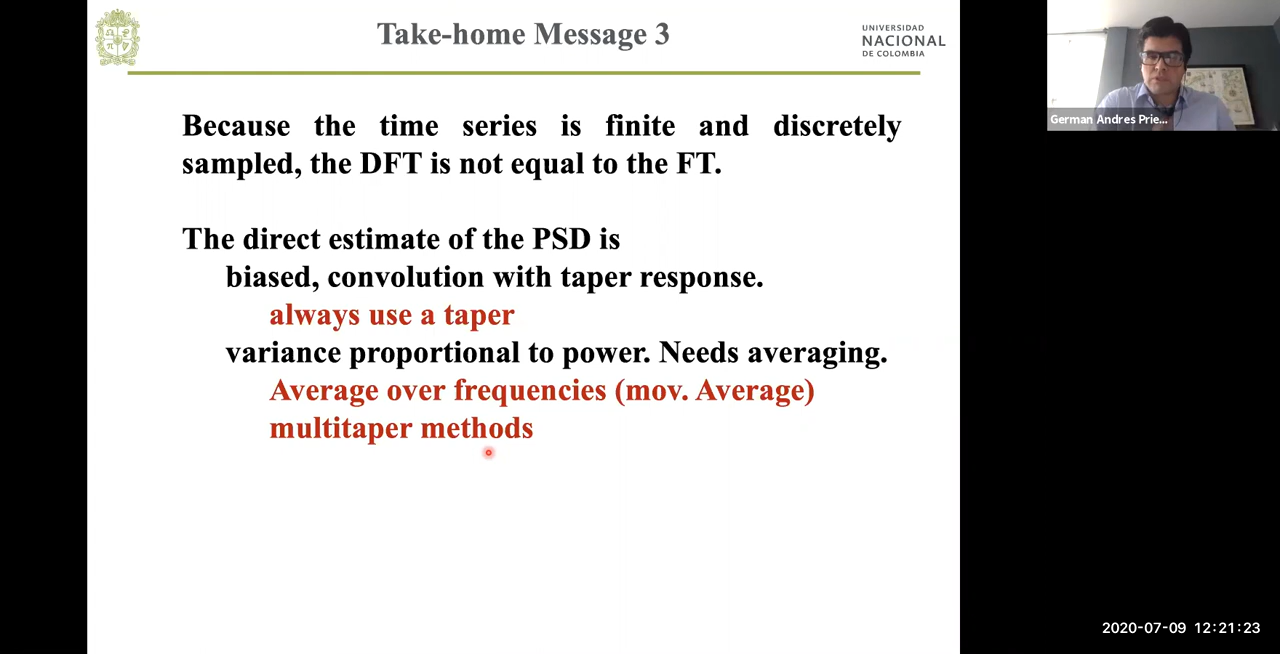 Take-home Message 3
UNIVERSIDAD
NACIONAL
DE COLOMBIA
German Andres Prie...
Because the time series is finite and discretely
sampled, the DFT is not equal to the FT.
The direct estimate of the PSD is
biased, convolution with taper response.
always use a taper
variance proportional to power. Needs averaging.
Average over frequencies (mov. Average)
multitaper methods
2020-07-09 12:21:23